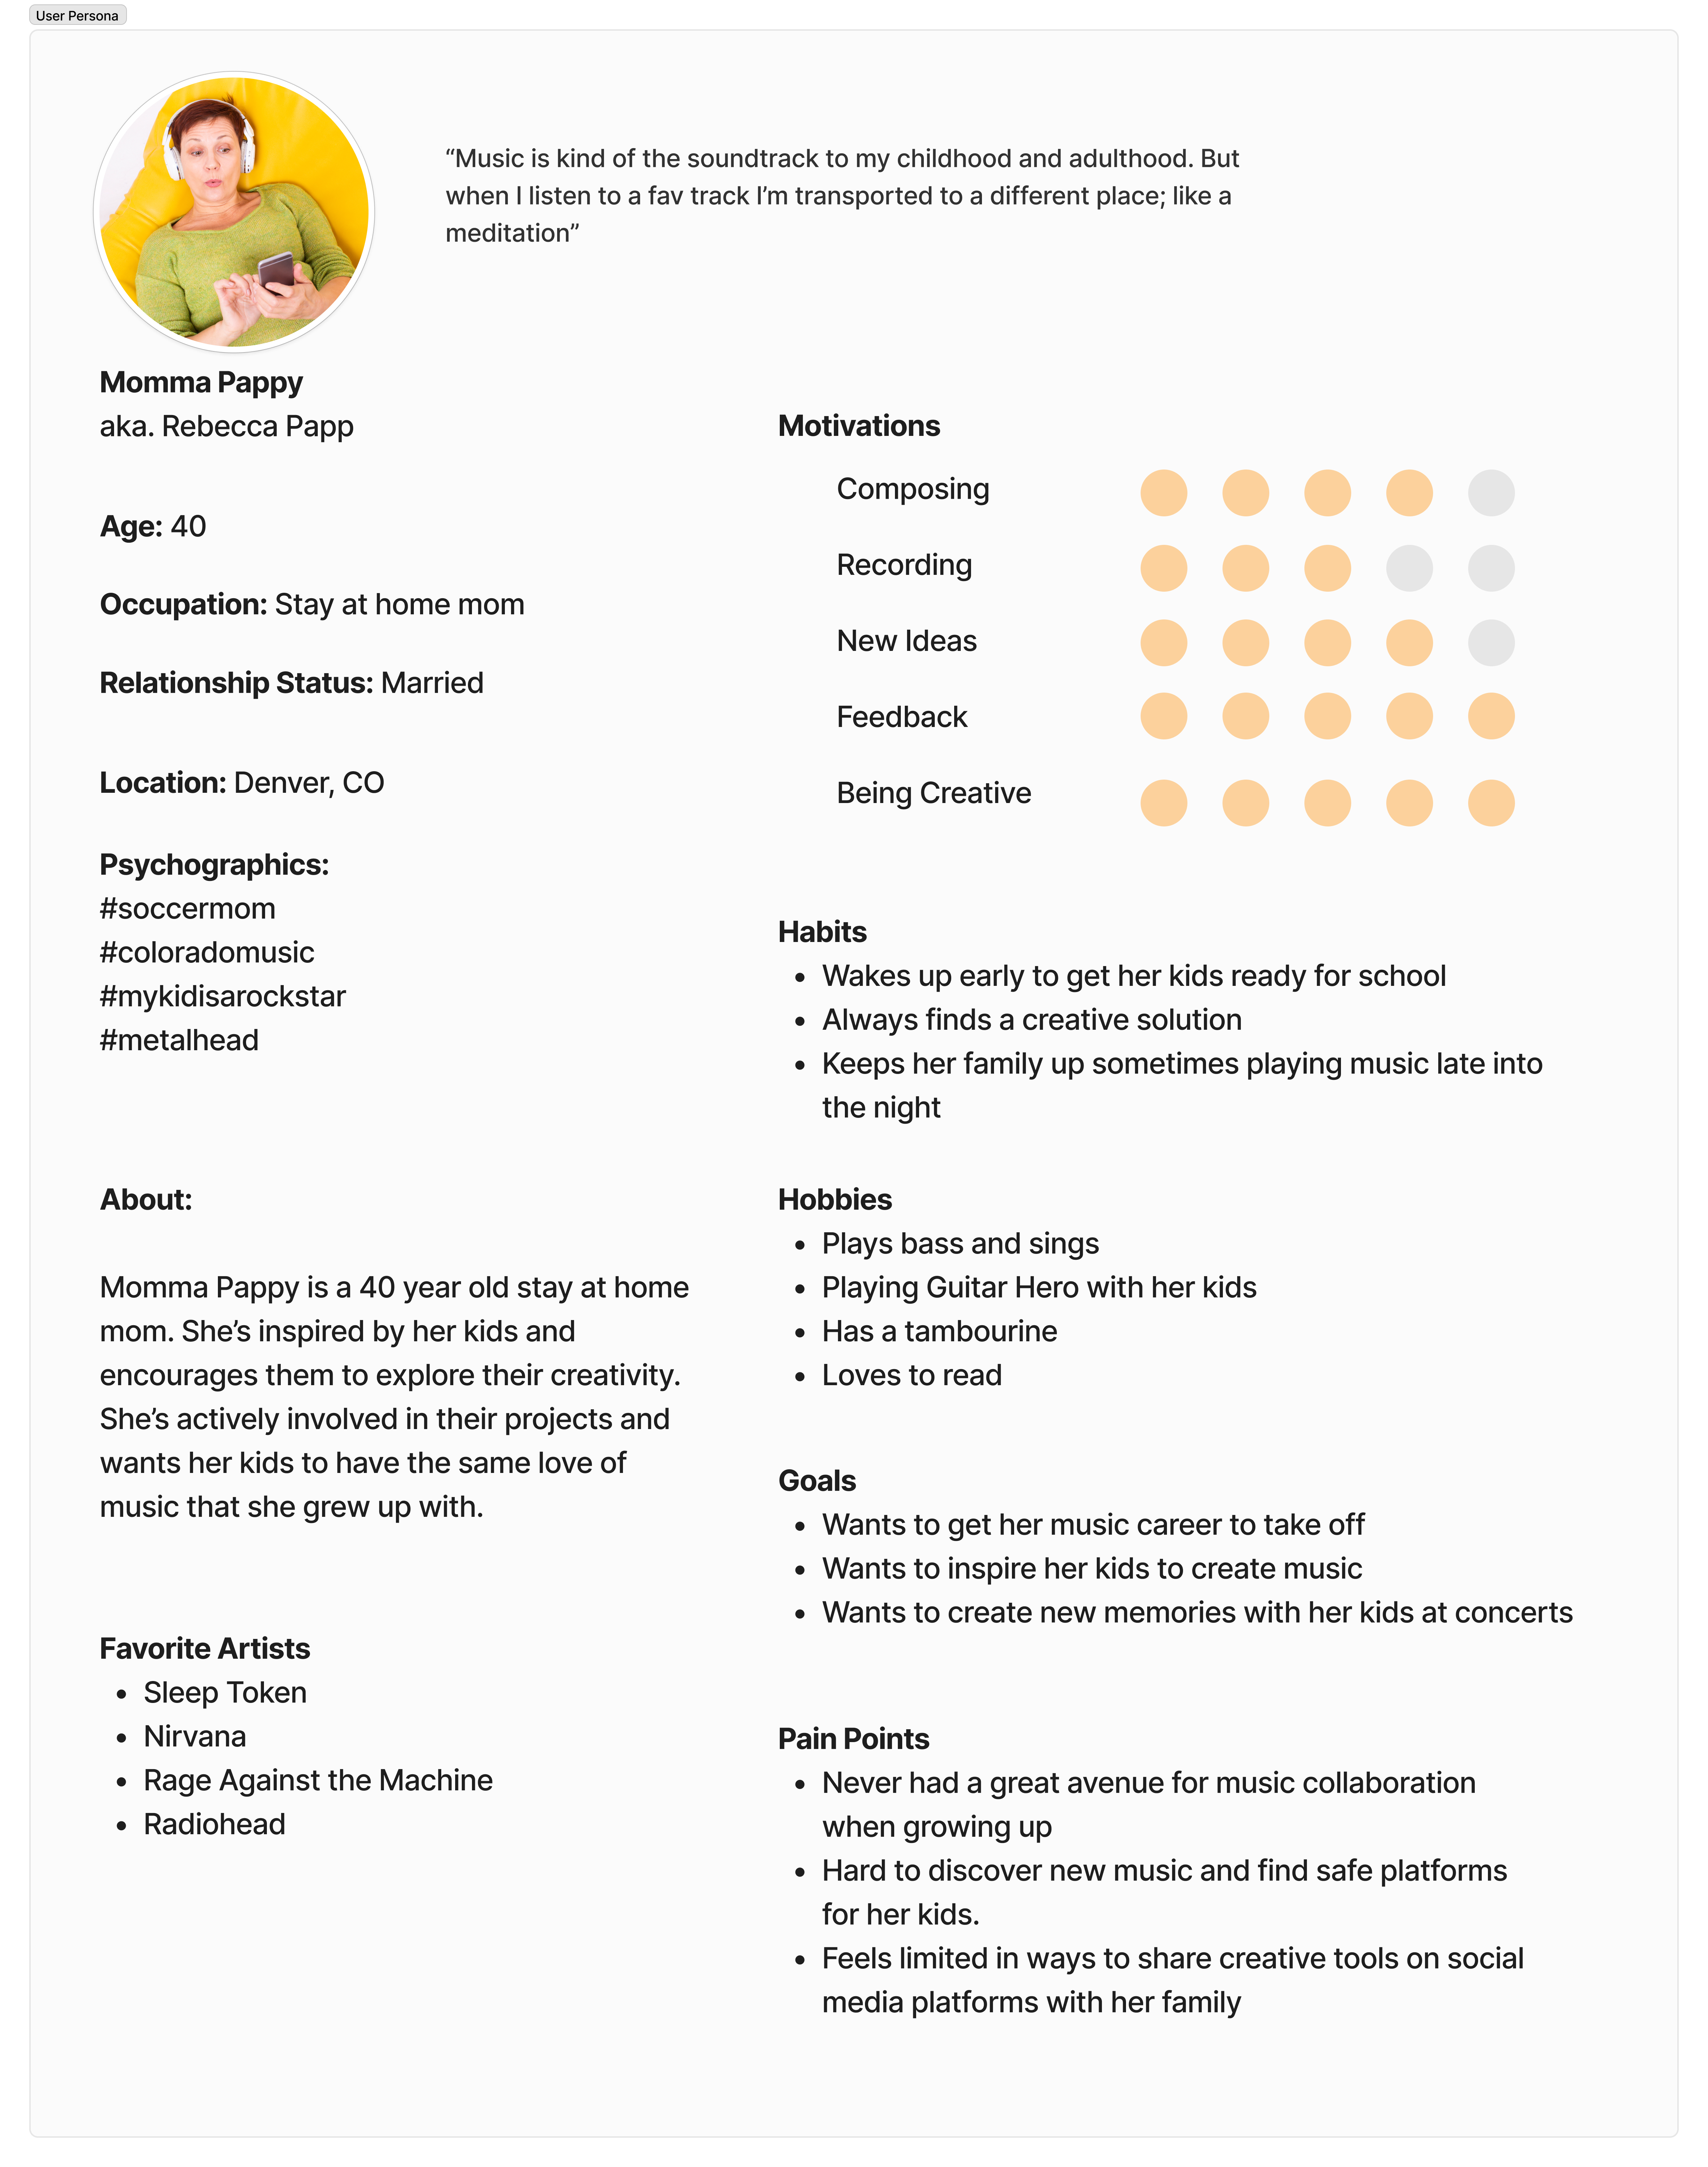 User Persona
“Music is kind of the soundtrack to my childhood and adulthood. But
when I listen to a fav track I’m transported to a different place; like a
meditation”
Momma Pappy
aka. Rebecca Papp
Age: 40
Occupation: Stay at home mom
Relationship Status: Married
Location: Denver, CO
Psychographics:
#soccermom
#coloradomusic
#mykidisarockstar
#metalhead
About:
Momma Pappy is a 40 year old stay at home
mom. She’s inspired by her kids and
encourages them to explore their creativity.
She’s actively involved in their projects and
wants her kids to have the same love of
music that she grew up with.
Favorite Artists
• Sleep Token
• Nirvana
• Rage Against the Machine
• Radiohead
Motivations
Composing
Recording
New Ideas
Feedback
Being Creative
Habits
• Wakes up early to get her kids ready for school
• Always finds a creative solution
• Keeps her family up sometimes playing music late into
the night
Hobbies
• Plays bass and sings
• Playing Guitar Hero with her kids
• Has a tambourine
• Loves to read
Goals
• Wants to get her music career to take off
• Wants to inspire her kids to create music
• Wants to create new memories with her kids at concerts
Pain Points
• Never had a great avenue for music collaboration
when growing up
• Hard to discover new music and find safe platforms
for her kids.
• Feels limited in ways to share creative tools on social
media platforms with her family